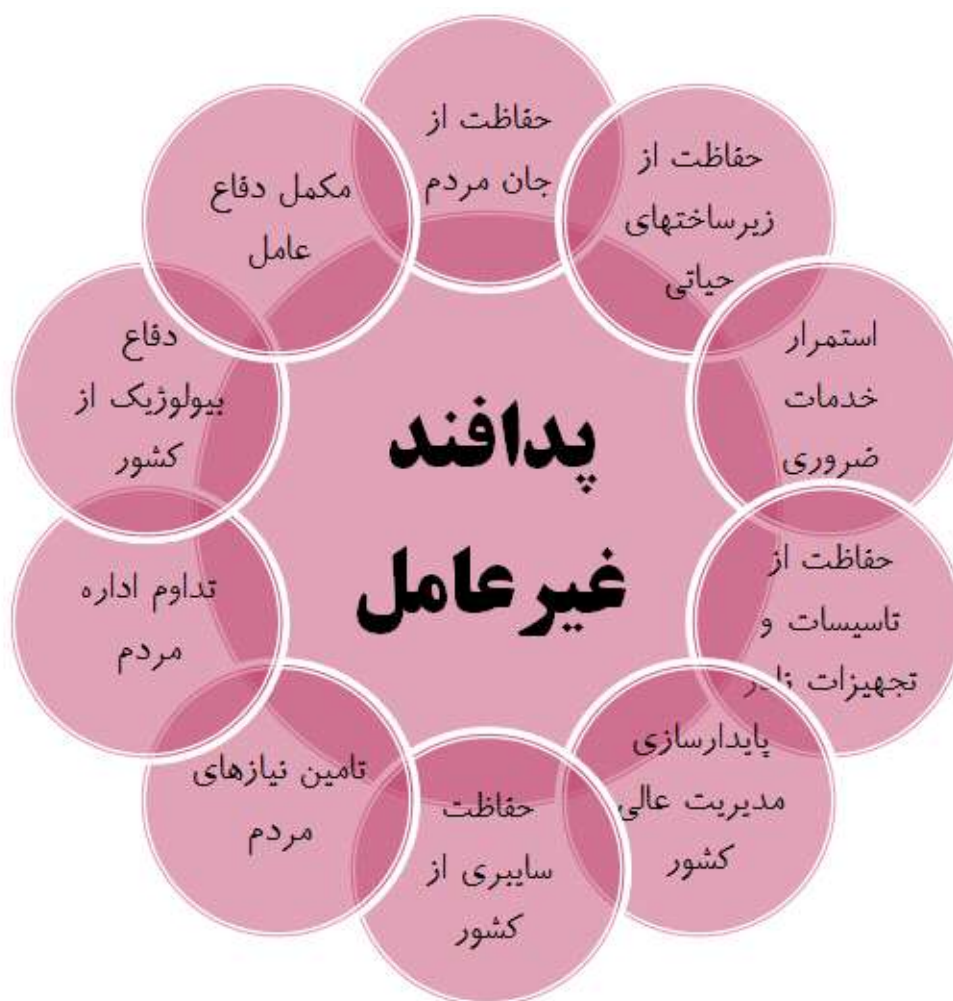 پدافند
غیرعامل
حفاظت از
جان مردم
حفاظت از
زیرساختهای
حیاتی
استمرار
خدمات
ضروری
حفاظت از
تاسیسات و
تجهیزات نادر
پایدارسازی
مدیریت عالی
کشور
حفاظت
سایبری از
کشور
تامین نیازهای
مردم
تداوم اداره
مردم
دفاع
بیولوژیک از
کشور
مکمل دفاع
عامل